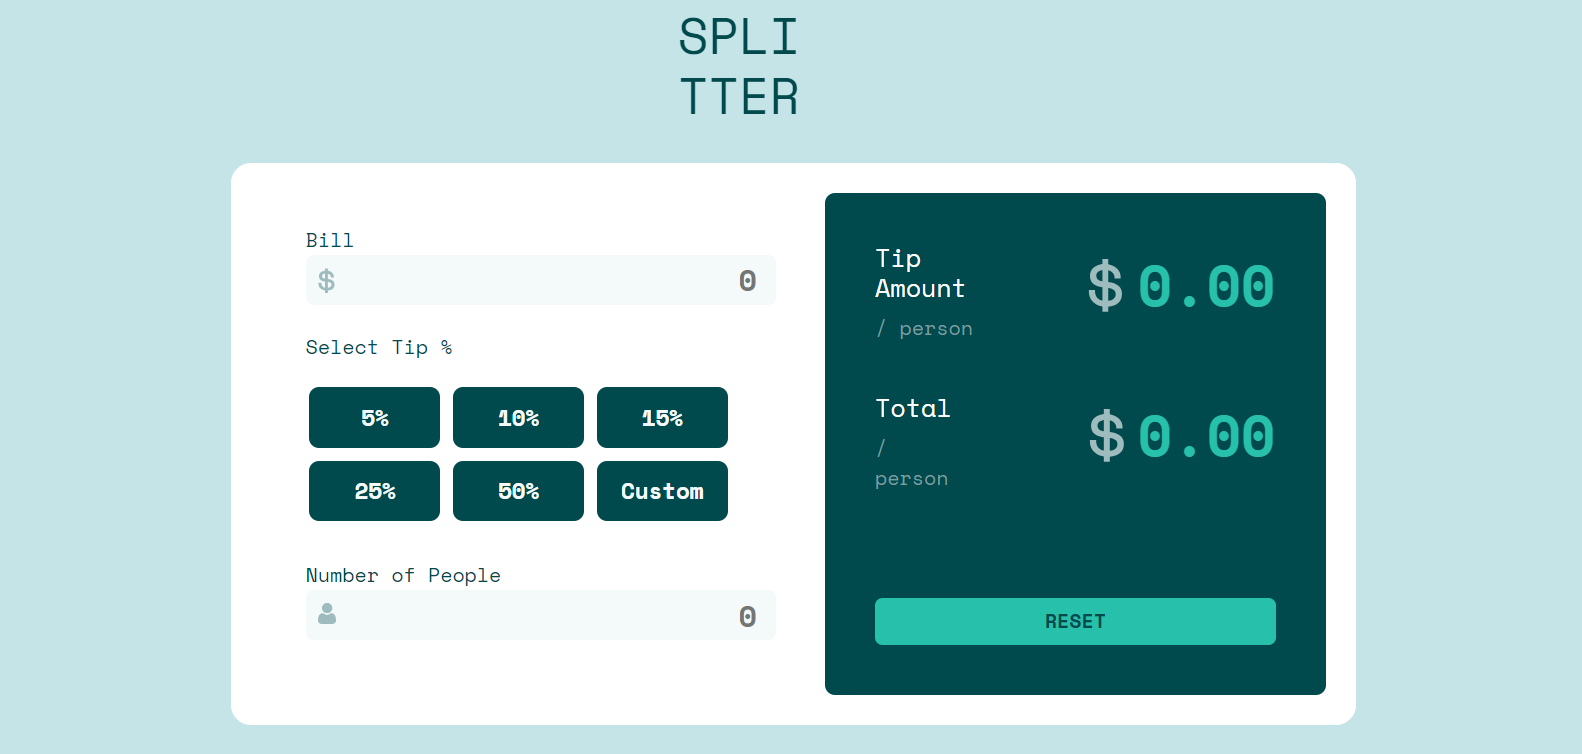 SPLI
TTER
Bill
$ 0
Select Tip %
5% 10% 15%
25% 50% Custom
Number of People
0
Tip
Amount
/ person
$ 0.00
Total
/
person
$ 0.00
RESET